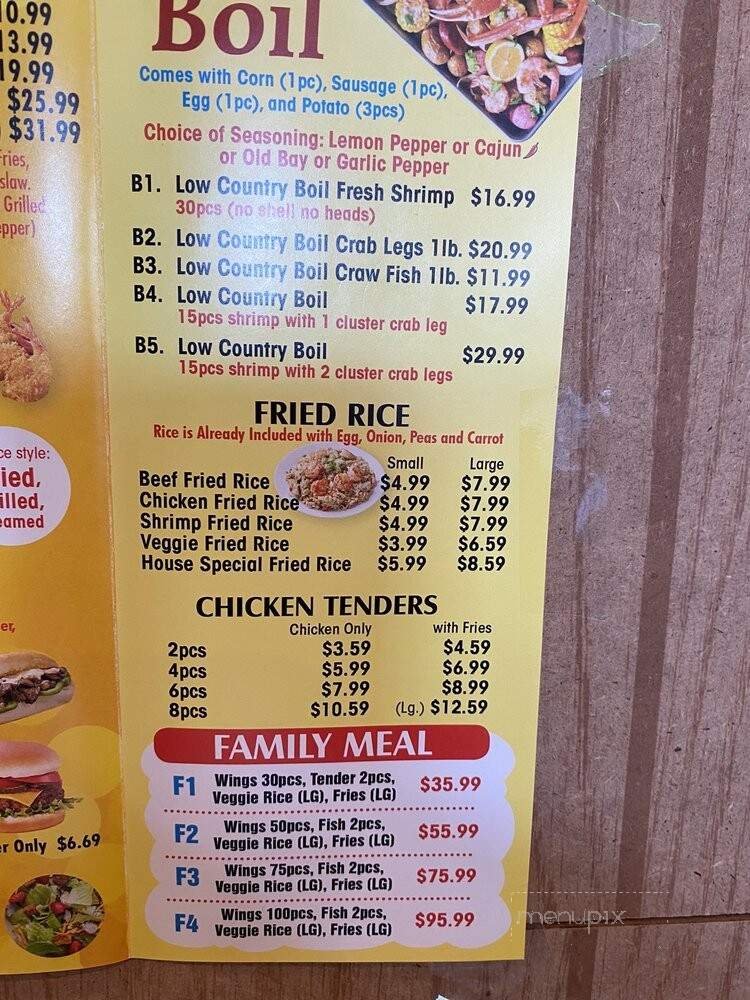 0.99
13.99
19.99
$25.99
$31.99
slaw.
Grilled
ce style:
er Only $6.69
Boil
Comes with Corn (1pc), Sausage (1pc),
Egg (1pc), and Potato (3pcs)
Choice of Seasoning: Lemon Pepper or Cajun
or Old Bay or Garlic Pepper
B1. Low Country Boil Fresh Shrimp $16.99
30pcs (no shell no heads)
B2. Low Country Boil Crab Legs 1lb. $20.99
B3. Low Country Boil Craw Fish 1lb. $11.99
B4. Low Country Boil $17.99
15pcs shrimp with 1 cluster crab leg
B5. Low Country Boil $29.99
15pcs shrimp with 2 cluster crab legs
FRIED RICE
Rice is Already Included with Egg, Onion, Peas and Carrot
Small Large
Beef Fried Rice $4.99 $7.99
Chicken Fried Rice $4.99 $7.99
Shrimp Fried Rice $4.99 $7.99
Veggie Fried Rice $3.99 $6.59
House Special Fried Rice $5.99 $8.59
CHICKEN TENDERS
Chicken Only with Fries
2pcs $3.59 $4.59
4pcs $5.99 $6.99
6pcs $7.99 $8.99
8pcs $10.59 (Lg.) $12.59
FAMILY MEAL
F1 Wings 30pcs, Tender 2pcs, $35.99
Veggie Rice (LG), Fries (LG)
F2 Wings 50pcs, Fish 2pcs, $55.99
Veggie Rice (LG), Fries (LG)
F3 Wings 75pcs, Fish 2pcs, $75.99
Veggie Rice (LG), Fries (LG)
F4 Wings 100pcs, Fish 2pcs, $95.99
Veggie Rice (LG), Fries (LG)
menupix